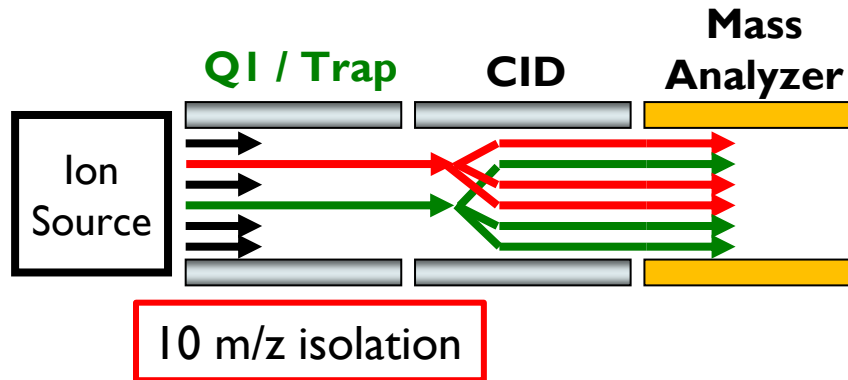 Q1 / Trap
CID
Mass
Analyzer
Ion
Source
10 m/z isolation